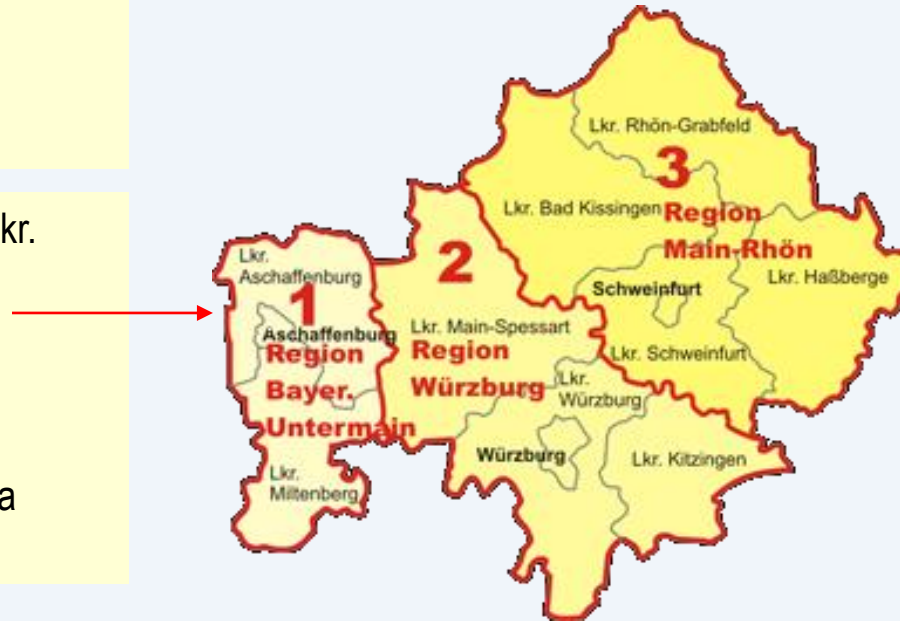 kr.
a
Lkr. Rhön-Grabfeld
3
Lkr. Bad Kissingen
Region
Main-Rhön
Lkr. Haßberge
Schweinfurt
Lkr. Schweinfurt
2
Lkr. Main-Spessart
Region
Würzburg
Lkr.
Würzburg
Würzburg
Lkr. Kitzingen
Lkr.
Aschaffenburg
1
Aschaffenburg
Region
Bayer.
Untermain
Lkr.
Miltenberg